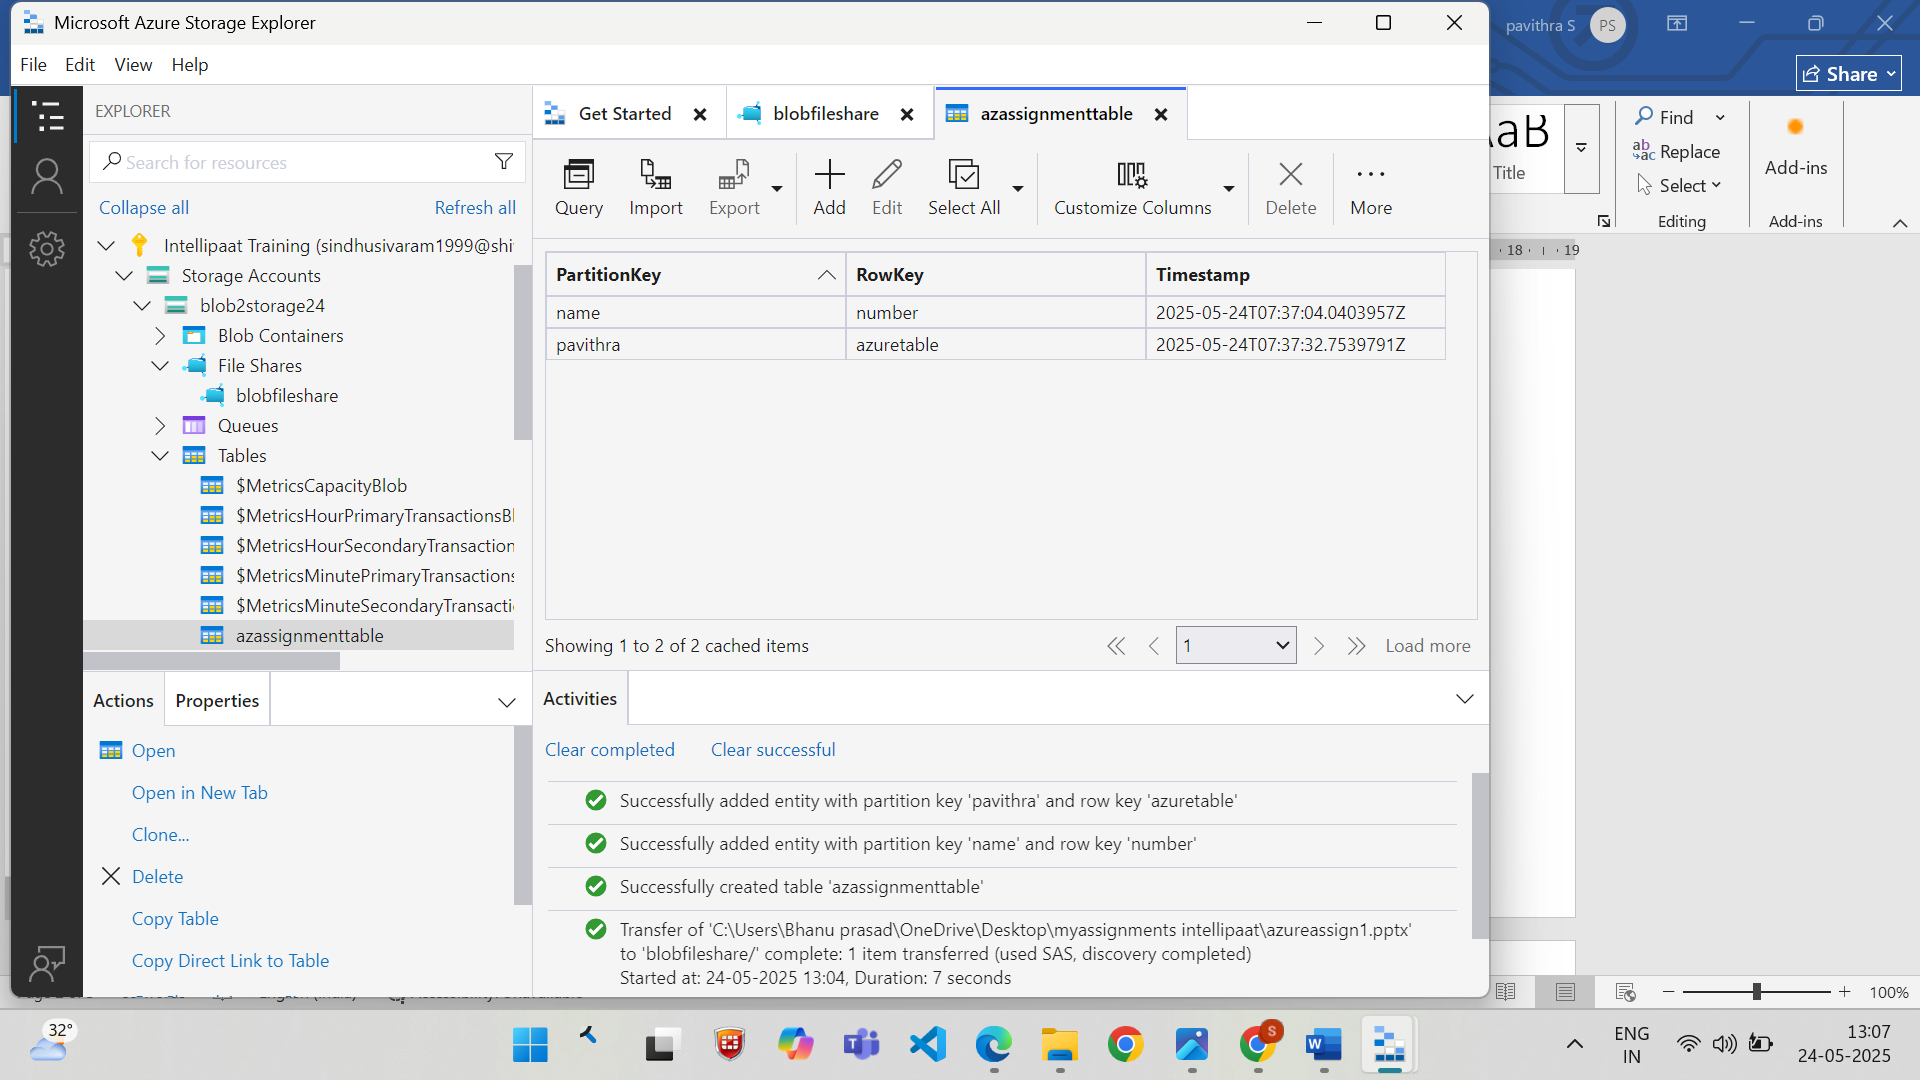 Microsoft Azure Storage Explorer
File Edit View Help
EXPLORER
Search for resources
Collapse all Refresh all
Intellipaat Training (sindhusivaram1999@shi
Storage Accounts
blob2storage24
Blob Containers
File Shares
blobfileshare
Queues
Tables
$MetricsCapacityBlob
$MetricsHourPrimaryTransactionsBl
$MetricsHourSecondaryTransaction
$MetricsMinutePrimaryTransactions
$MetricsMinuteSecondaryTransacti
azassignmenttable
Actions Properties
Open
Open in New Tab
Clone...
Delete
Copy Table
Copy Direct Link to Table
Get Started blobfileshare azassignmenttable
Query Import Export Add Edit Select All Customize Columns Delete More
PartitionKey RowKey Timestamp
name number 2025-05-24T07:37:04.0403957Z
pavithra azuretable 2025-05-24T07:37:32.7539791Z
Showing 1 to 2 of 2 cached items 1 Load more
Activities
Clear completed Clear successful
Successfully added entity with partition key 'pavithra' and row key 'azuretable'
Successfully added entity with partition key 'name' and row key 'number'
Successfully created table 'azassignmenttable'
Transfer of 'C:\Users\Bhanu prasad\OneDrive\Desktop\myassignments intellipaat\azureassign1.pptx'
to 'blobfileshare/' complete: 1 item transferred (used SAS, discovery completed)
Started at: 24-05-2025 13:04, Duration: 7 seconds
pavithra S PS
Share
AaB
Title
Find
Replace
Select
Editing
Add-ins
Add-ins
18 19
100%
32°
S
ENG
IN
13:07
24-05-2025